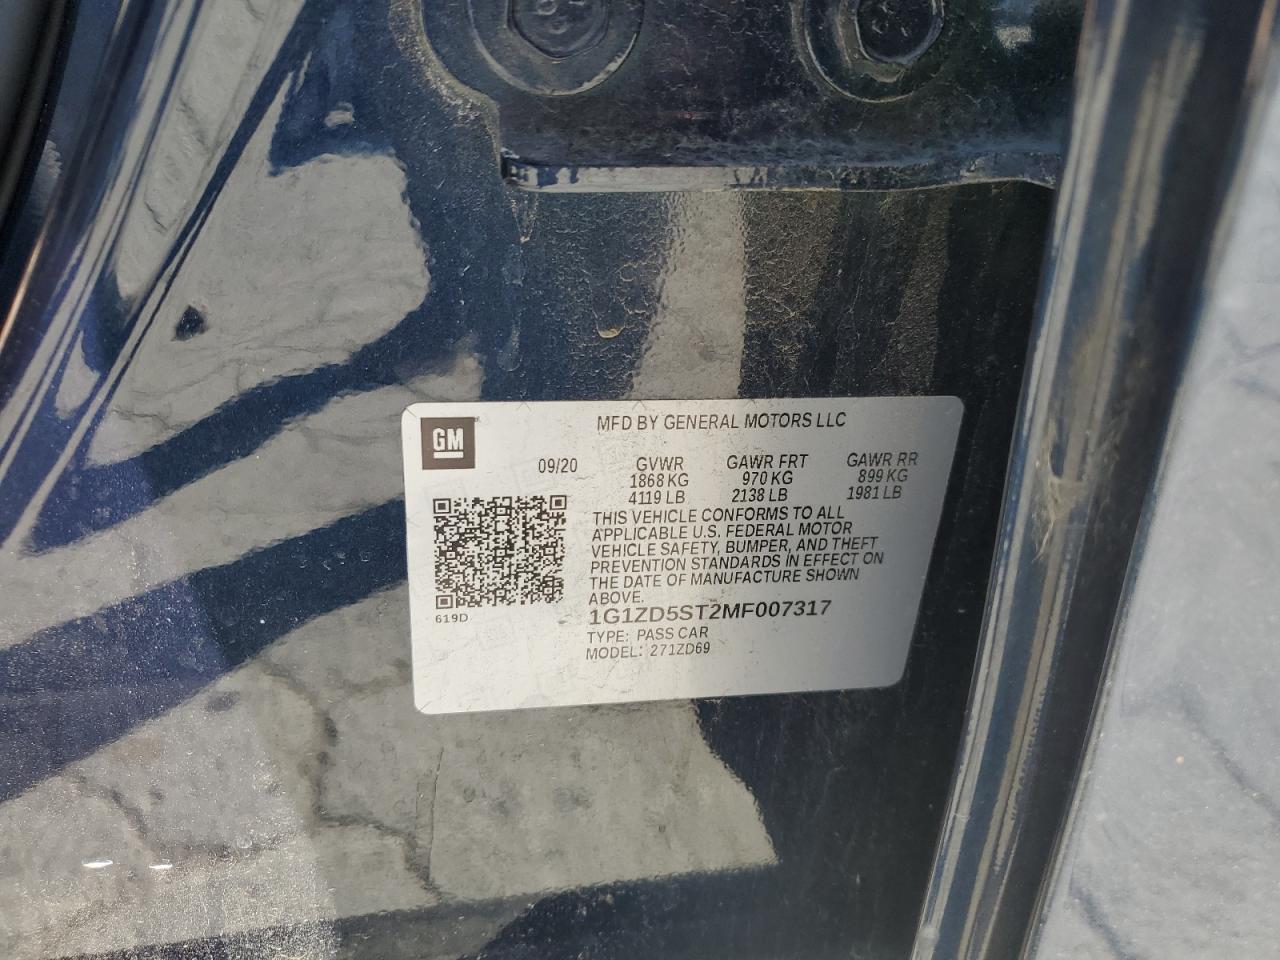 MFD BY GENERAL MOTORS LLC
GM
09/20 GVWR GAWR FRT GAWR RR
1868 KG 970 KG 899 KG
4119 LB 2138 LB 1981 LB
THIS VEHICLE CONFORMS TO ALL
APPLICABLE U.S. FEDERAL MOTOR
VEHICLE SAFETY, BUMPER, AND THEFT
PREVENTION STANDARDS IN EFFECT ON
THE DATE OF MANUFACTURE SHOWN
ABOVE.
619D
1G1ZD5ST2MF007317
TYPE: PASS CAR
MODEL: 271ZD69